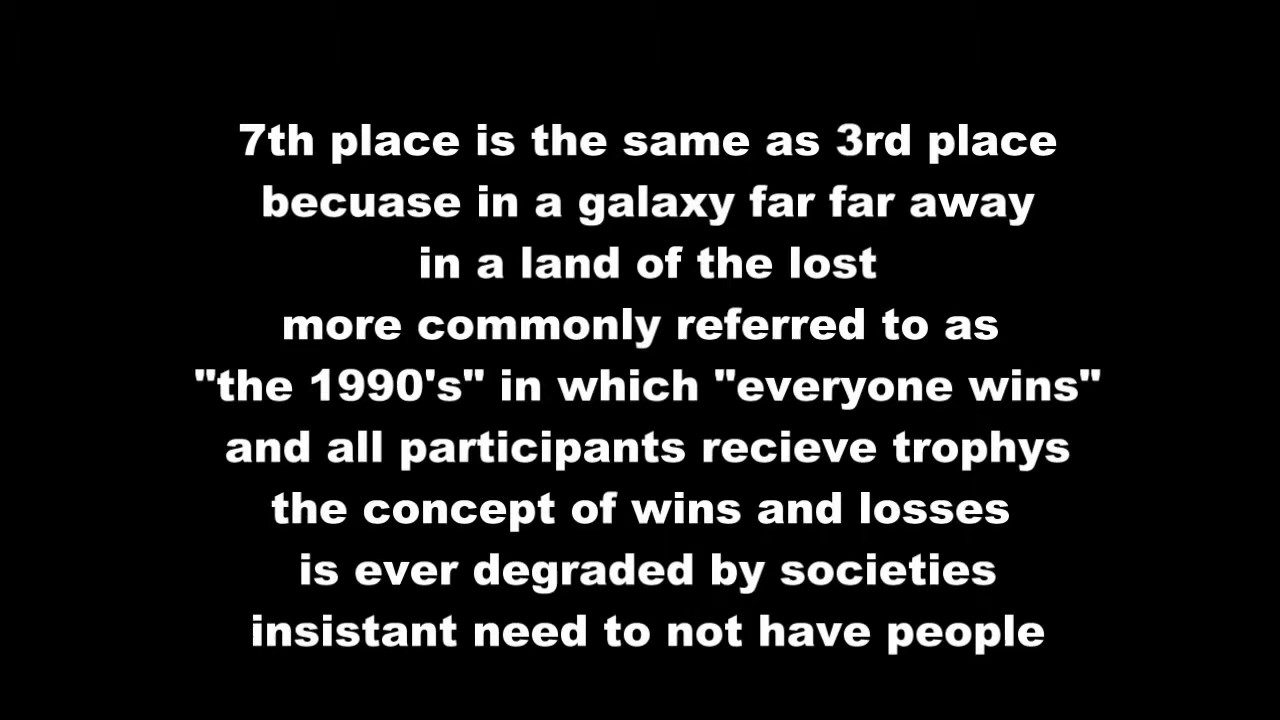 7th place is the same as 3rd place
becuase in a galaxy far far away
in a land of the lost
more commonly referred to as
"the 1990's" in which "everyone wins"
and all participants recieve trophys
the concept of wins and losses
is ever degraded by societies
insistant need to not have people